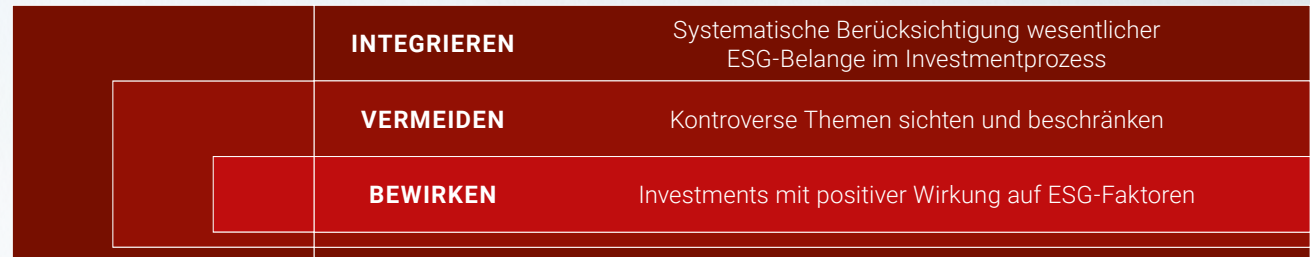 INTEGRIEREN
Systematische Berücksichtigung wesentlicher
ESG-Belange im Investmentprozess
VERMEIDEN
Kontroverse Themen sichten und beschränken
BEWIRKEN
Investments mit positiver Wirkung auf ESG-Faktoren